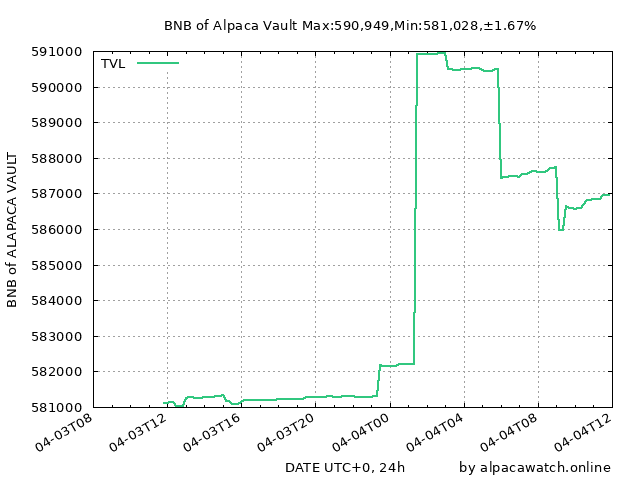 BNB of Alpaca Vault Max:590,949,Min:581,028,±1.67%
TVL
591000
590000
589000
588000
587000
586000
585000
584000
583000
582000
581000
BNB of ALAPACA VAULT
04-03T08
04-03T12
04-03T16
04-03T20
04-04T00
04-04T04
04-04T08
04-04T12
DATE UTC+0, 24h
by alpacawatch.online